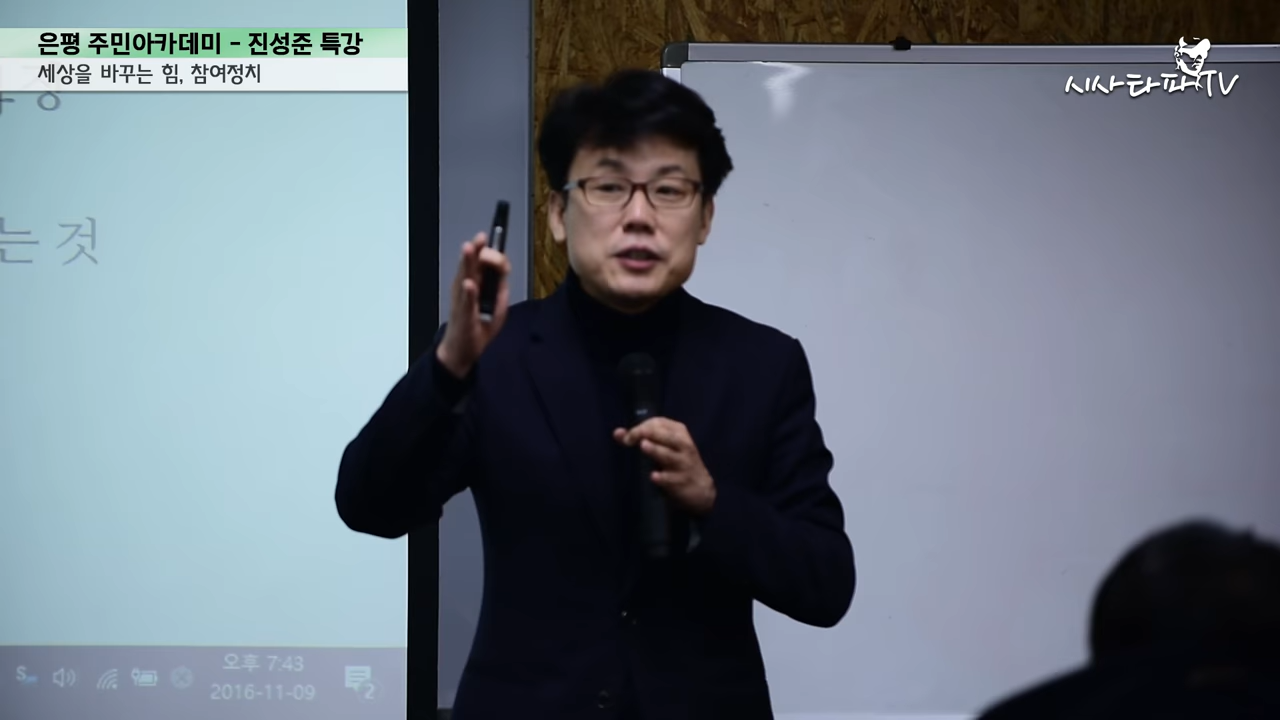 은평 주민아카데미 - 진성준 특강
세상을 바꾸는 힘, 참여정치
시사타파TV
는 것
오후 7:43
2016-11-09
2